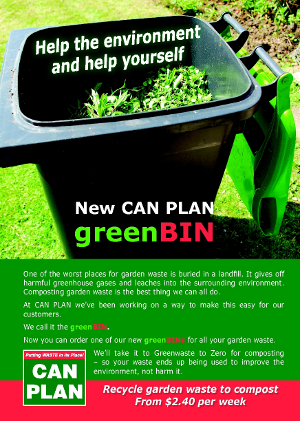 Help the environment
and help yourself
New CAN PLAN
greenBIN
One of the worst places for garden waste is buried in a landfill. It gives off
harmful greenhouse gases and leaches into the surrounding environment.
Composting garden waste is the best thing we can all do.
At CAN PLAN we've been working on a way to make this easy for our
customers.
We call it the greenBIN.
Now you can order one of our new greenBINs for all your garden waste.
We'll take it to Greenwaste to Zero for composting
– so your waste ends up being used to improve the
environment, not harm it.
Putting WASTE in its Place!
CAN
PLAN
Recycle garden waste to compost
From $2.40 per week